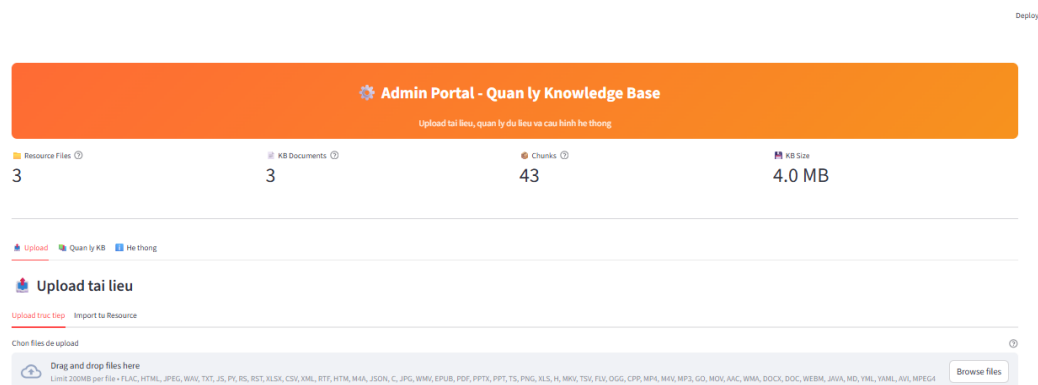 Deploy
Admin Portal - Quan ly Knowledge Base
Upload tai lieu, quan ly du lieu va cau hinh he thong
Resource Files
KB Documents
Chunks
KB Size
3
3
43
4.0 MB
Upload Quan ly KB He thong
Upload tai lieu
Upload truc tiep Import tu Resource
Chon files de upload
Drag and drop files here
Limit 200MB per file • FLAC, HTML, JPEG, WAV, TXT, JS, PY, RS, RST, XLSX, CSV, XML, RTF, HTM, M4A, JSON, C, JPG, WMV, EPUB, PDF, PPTX, PPT, TS, PNG, XLS, H, MKV, TSV, FLV, OGG, CPP, MP4, M4V, MP3, GO, MOV, AAC, WMA, DOCX, DOC, WEBM, JAVA, MD, YML, YAML, AVI, MPEG4
Browse files